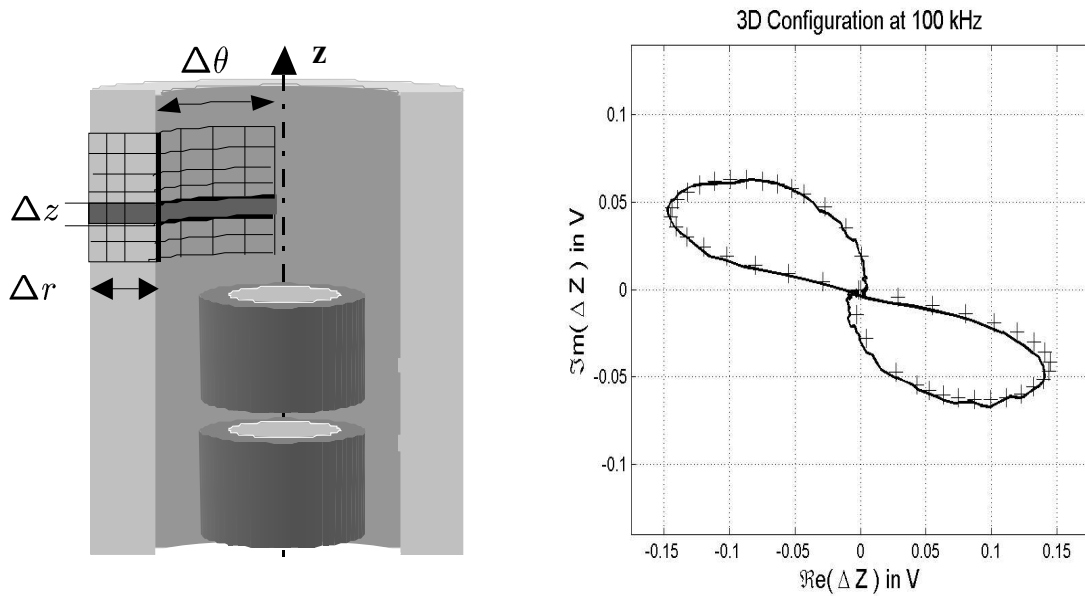 Δθ
z
Δz
Δr
3D Configuration at 100 kHz
ℑm( Δ Z ) in V
0.1
0.05
0
-0.05
-0.1
-0.15
-0.1
-0.05
0
0.05
0.1
0.15
ℜe( Δ Z ) in V